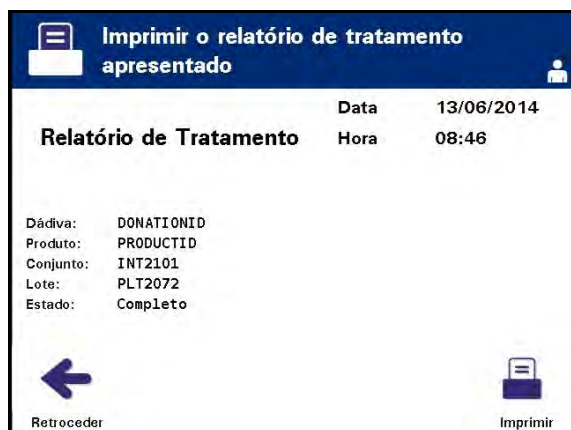 Imprimir o relatório de tratamento
apresentado
Data 13/06/2014
Relatório de Tratamento Hora 08:46
Dádiva: DONATIONID
Produto: PRODUCTID
Conjunto: INT2101
Lote: PLT2072
Estado: Completo
Retroceder Imprimir